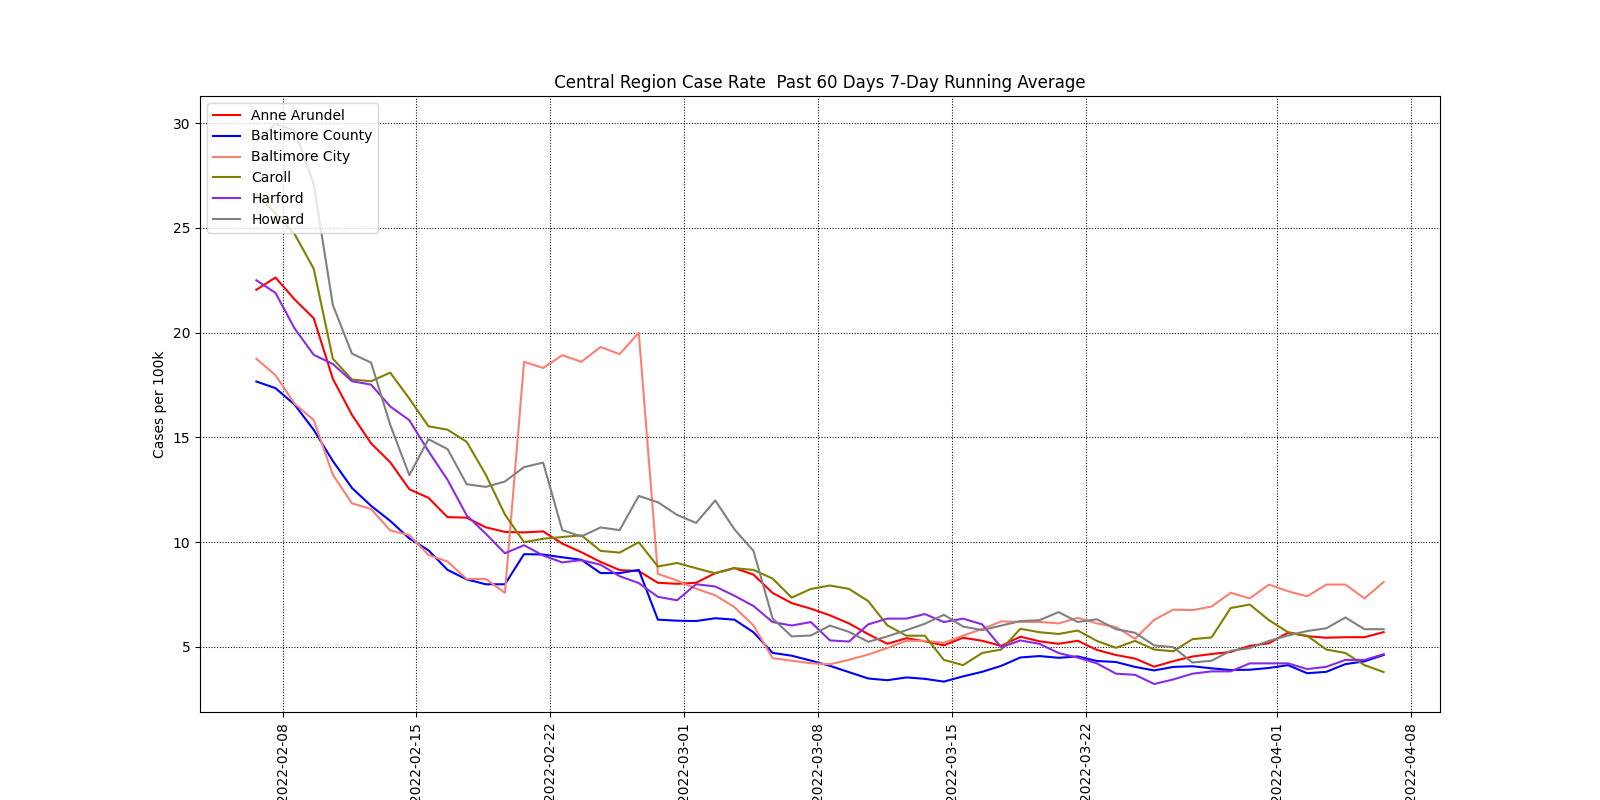 Central Region Case Rate  Past 60 Days 7-Day Running Average
Anne Arundel
Baltimore County
Baltimore City
Caroll
Harford
Howard
Cases per 100k
30
25
20
15
10
5
2022-02-08
2022-02-15
2022-02-22
2022-03-01
2022-03-08
2022-03-15
2022-03-22
2022-04-01
2022-04-08